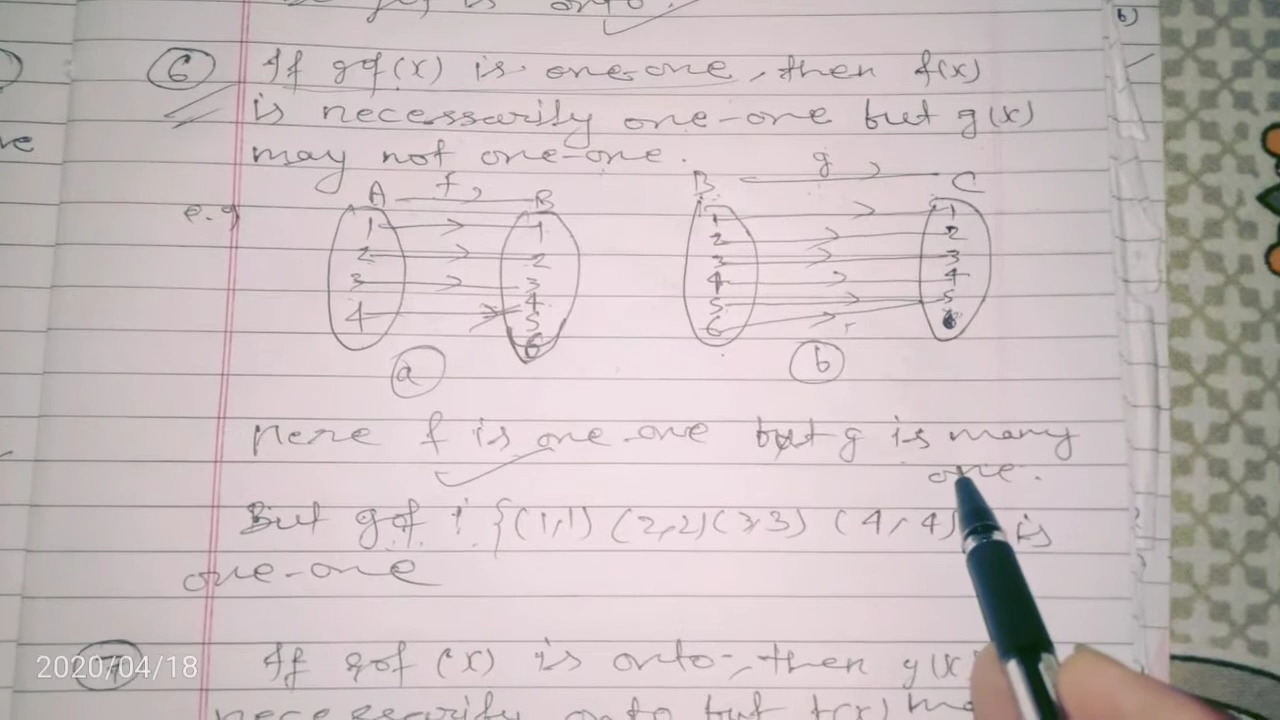 is onto.
b)
6 If gof(x) is one-one, then f(x)
is necessarily one-one but g(x)
may not one-one.
e.g
A f B
1 1
2 2
3 3
4 4
5
6
a
B g C
1 1
2 2
3 3
4 4
5 5
6
b
Here f is one-one but g is many
one.
But gof : {(1,1) (2,2) (3,3) (4,4) is
one-one
7 If gof (x) is onto, then g(x
necessarily onto but f(x)
2020/04/18